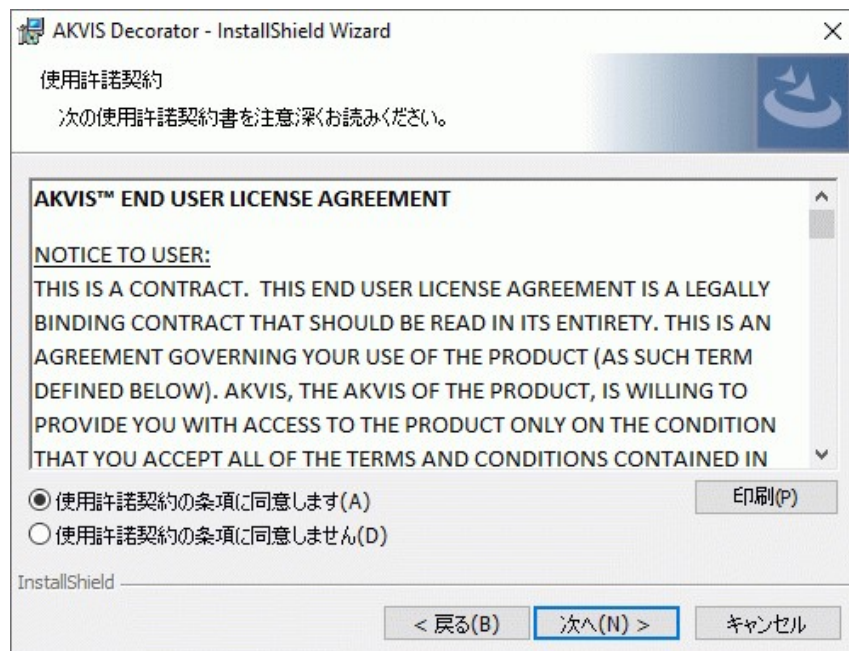 AKVIS Decorator - InstallShield Wizard
使用許諾契約
次の使用許諾契約書を注意深くお読みください。
AKVIS™ END USER LICENSE AGREEMENT
NOTICE TO USER:
THIS IS A CONTRACT. THIS END USER LICENSE AGREEMENT IS A LEGALLY
BINDING CONTRACT THAT SHOULD BE READ IN ITS ENTIRETY. THIS IS AN
AGREEMENT GOVERNING YOUR USE OF THE PRODUCT (AS SUCH TERM
DEFINED BELOW). AKVIS, THE AKVIS OF THE PRODUCT, IS WILLING TO
PROVIDE YOU WITH ACCESS TO THE PRODUCT ONLY ON THE CONDITION
THAT YOU ACCEPT ALL OF THE TERMS AND CONDITIONS CONTAINED IN
使用許諾契約の条項に同意します(A)
印刷(P)
使用許諾契約の条項に同意しません(D)
InstallShield
< 戻る(B)
次へ(N) >
キャンセル